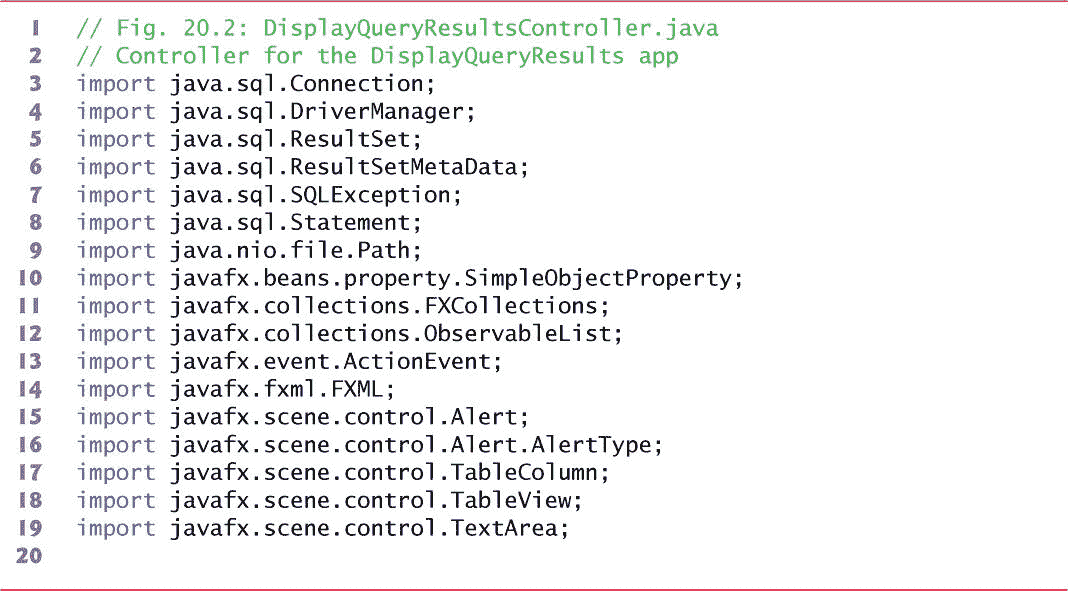 1 // Fig. 20.2: DisplayQueryResultsController.java
2 // Controller for the DisplayQueryResults app
3 import java.sql.Connection;
4 import java.sql.DriverManager;
5 import java.sql.ResultSet;
6 import java.sql.ResultSetMetaData;
7 import java.sql.SQLException;
8 import java.sql.Statement;
9 import java.nio.file.Path;
10 import javafx.beans.property.SimpleObjectProperty;
11 import javafx.collections.FXCollections;
12 import javafx.collections.ObservableList;
13 import javafx.event.ActionEvent;
14 import javafx.fxml.FXML;
15 import javafx.scene.control.Alert;
16 import javafx.scene.control.Alert.AlertType;
17 import javafx.scene.control.TableColumn;
18 import javafx.scene.control.TableView;
19 import javafx.scene.control.TextArea;
20